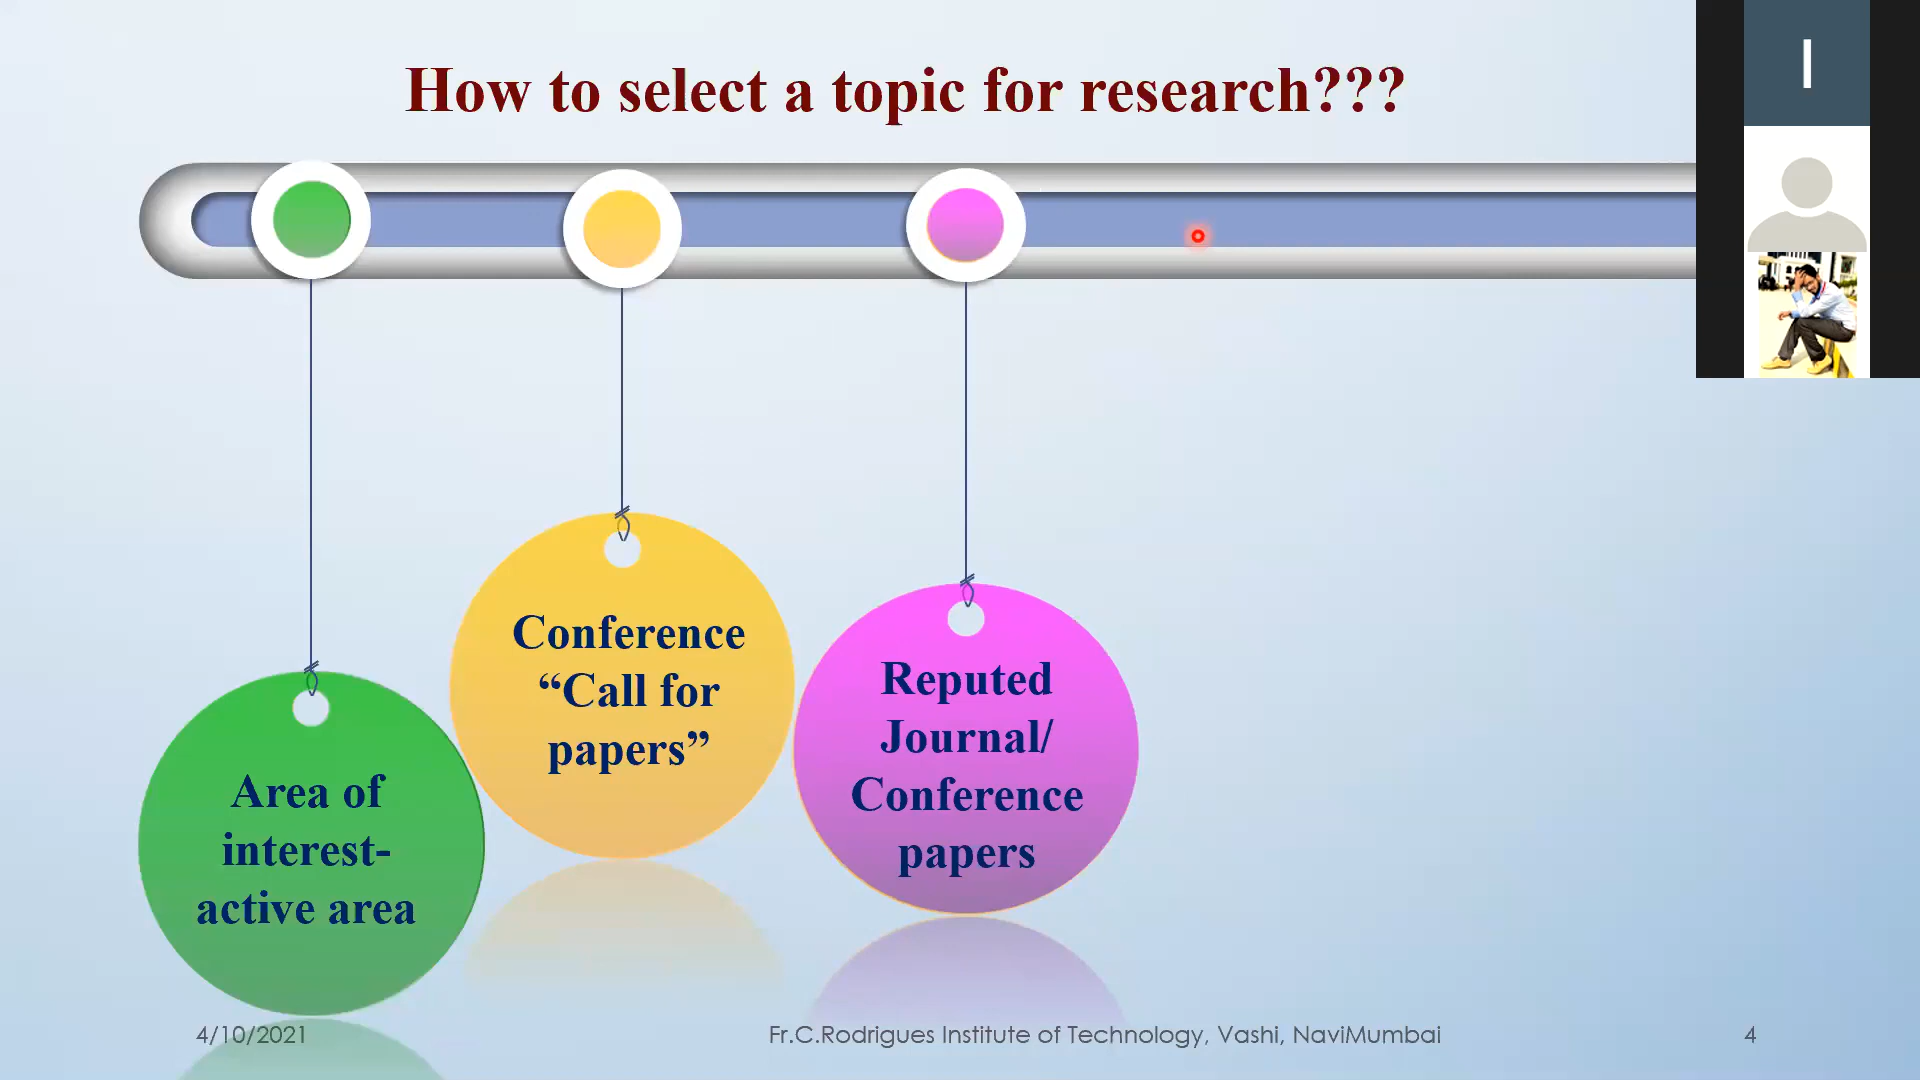 How to select a topic for research???
I
Conference
“Call for
papers”
Reputed
Journal/
Conference
papers
Area of
interest-
active area
4/10/2021
Fr.C.Rodrigues Institute of Technology, Vashi, NaviMumbai
4